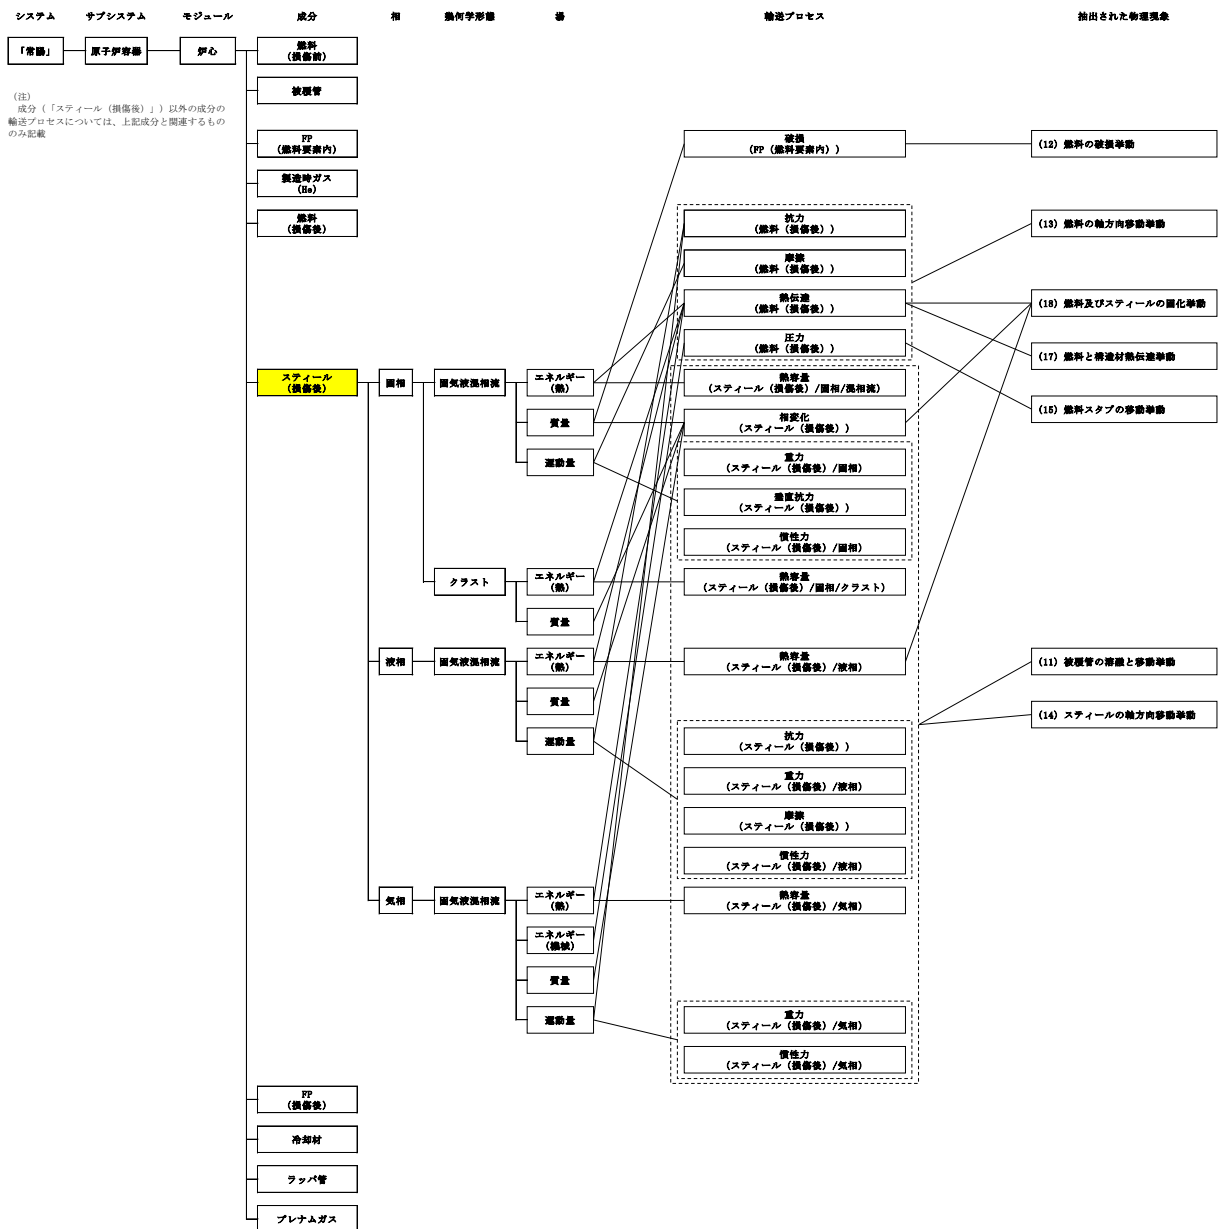 システム サブシステム モジュール 成分 相 幾何学形態 場 輸送プロセス 抽出された物理現象
「常陽」
原子炉容器
炉心
燃料
(損傷前)
(注)
成分(「スティール(損傷後)」)以外の成分の
輸送プロセスについては、上記成分と関連するもの
のみ記載
被覆管
FP
(燃料要素内)
製造時ガス
(He)
燃料
(損傷後)
スティール
(損傷後)
FP
(損傷後)
冷却材
ラッパ管
プレナムガス
固相
固気液混相流
エネルギー
(熱)
質量
運動量
クラスト
エネルギー
(熱)
質量
液相
固気液混相流
エネルギー
(熱)
質量
運動量
気相
固気液混相流
エネルギー
(熱)
エネルギー
(機械)
質量
運動量
破損
(FP(燃料要素内))
抗力
(燃料(損傷後))
摩擦
(燃料(損傷後))
熱伝達
(燃料(損傷後))
圧力
(燃料(損傷後))
熱容量
(スティール(損傷後)/固相/混相流)
相変化
(スティール(損傷後))
重力
(スティール(損傷後)/固相)
垂直抗力
(スティール(損傷後))
慣性力
(スティール(損傷後)/固相)
熱容量
(スティール(損傷後)/固相/クラスト)
熱容量
(スティール(損傷後)/液相)
抗力
(スティール(損傷後))
重力
(スティール(損傷後)/液相)
摩擦
(スティール(損傷後))
慣性力
(スティール(損傷後)/液相)
熱容量
(スティール(損傷後)/気相)
重力
(スティール(損傷後)/気相)
慣性力
(スティール(損傷後)/気相)
(12) 燃料の破損挙動
(13) 燃料の軸方向移動挙動
(18) 燃料及びスティールの固化挙動
(17) 燃料と構造材熱伝達挙動
(15) 燃料スタブの移動挙動
(11) 被覆管の溶融と移動挙動
(14) スティールの軸方向移動挙動